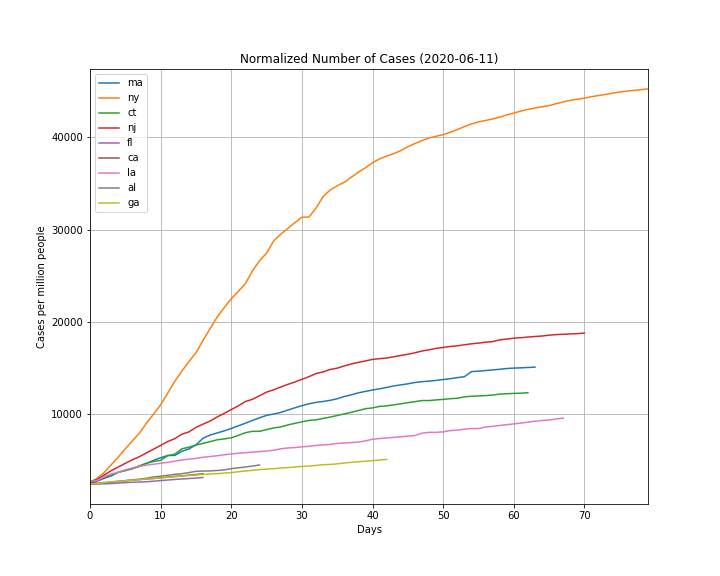 Normalized Number of Cases (2020-06-11)
ma
ny
ct
nj
fl
ca
la
al
ga
Cases per million people
40000
30000
20000
10000
0 10 20 30 40 50 60 70
Days